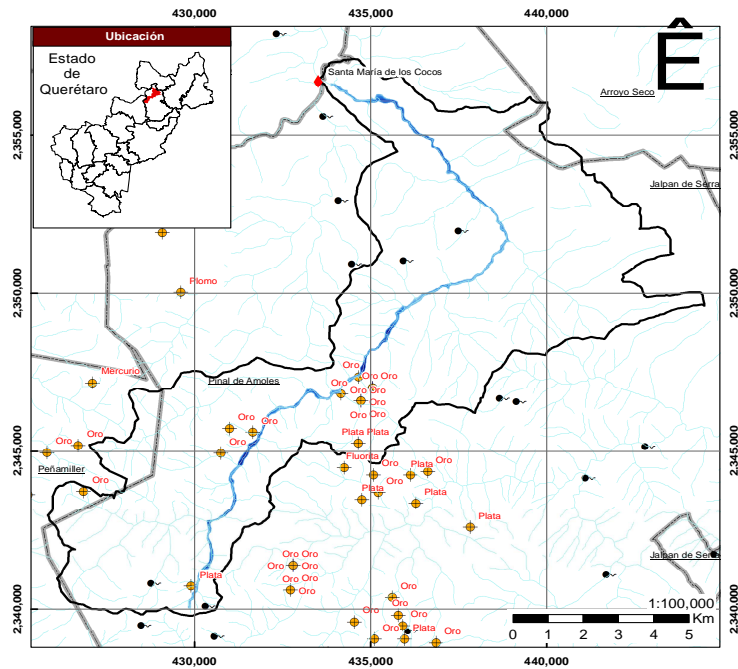 430,000 435,000 440,000
Ubicación
Estado
de
Querétaro
Ê
Santa María de los Cocos
Arroyo Seco
2.355,000
2.355,000
Jalpan de Serra
Plomo
2.350,000
2.350,000
Oro
Oro Oro
Mercurio
Pinal de Amoles
Oro Oro Oro
Oro Oro
Oro Oro
Oro Oro
Oro Oro
Plata Plata
2.345,000
2.345,000
Oro
Fluorita
Oro
Plata
Peñamiller
Oro
Plata
Plata
Plata
Jalpan de Serra
Oro Oro
Oro Oro
Plata
Oro Oro
Oro
Oro
2.340,000
2.340,000
1:100,000
Oro
Oro
Plata
Oro
0 1 2 3 4 5
Km
430,000 435,000 440,000